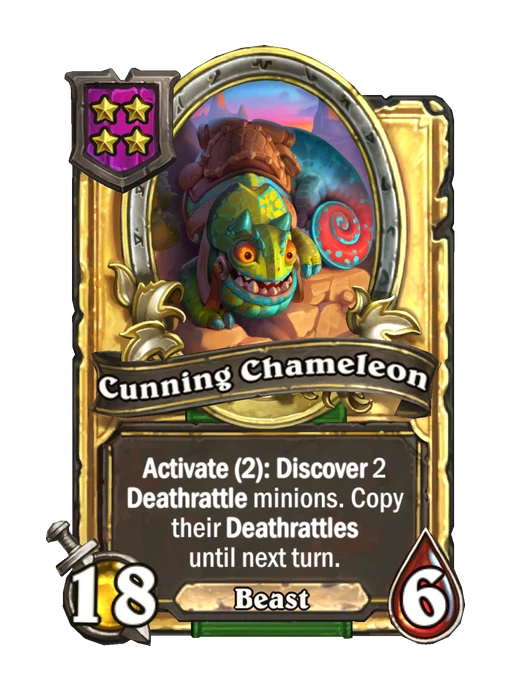 Cunning Chameleon
Activate (2): Discover 2
Deathrattle minions. Copy
their Deathrattles
until next turn.
18
Beast
6